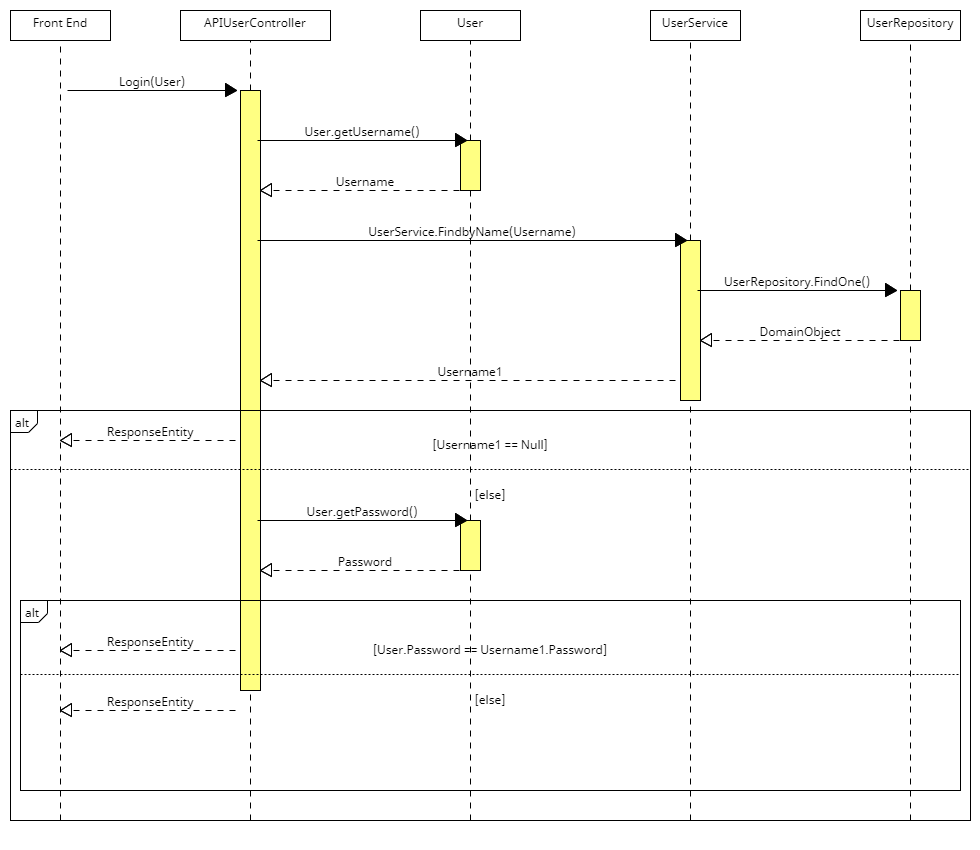 Front End
APIUserController
User
UserService
UserRepository
Login(User)
User.getUsername()
Username
UserService.FindbyName(Username)
UserRepository.FindOne()
DomainObject
Username1
alt
ResponseEntity
[Username1 == Null]
[else]
User.getPassword()
Password
alt
ResponseEntity
[User.Password == Username1.Password]
ResponseEntity
[else]